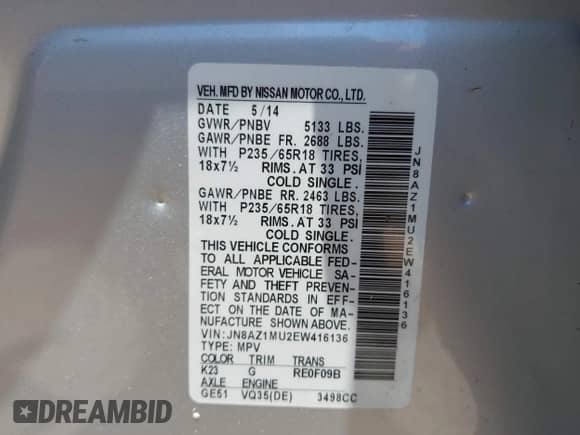 VEH. MFD BY NISSAN MOTOR CO., LTD.
DATE 5/14
GVWR/PNBV 5133 LBS.
GAWR/PNBE FR. 2688 LBS.
WITH P235/65R18 TIRES,
18x7½ RIMS. AT 33 PSI
COLD SINGLE.
GAWR/PNBE RR. 2463 LBS.
WITH P235/65R18 TIRES,
18x7½ RIMS. AT 33 PSI
COLD SINGLE.
THIS VEHICLE CONFORMS
TO ALL APPLICABLE FED-
ERAL MOTOR VEHICLE SA-
FETY AND THEFT PREVEN-
TION STANDARDS IN EFF-
ECT ON THE DATE OF MA-
NUFACTURE SHOWN ABOVE.
VIN: JN8AZ1MU2EW416136
TYPE: MPV
COLOR TRIM TRANS
K23 G RE0F09B
AXLE ENGINE
GE51 VQ35(DE) 3498CC
JN8AZ1MU2EW416136
DREAMBID